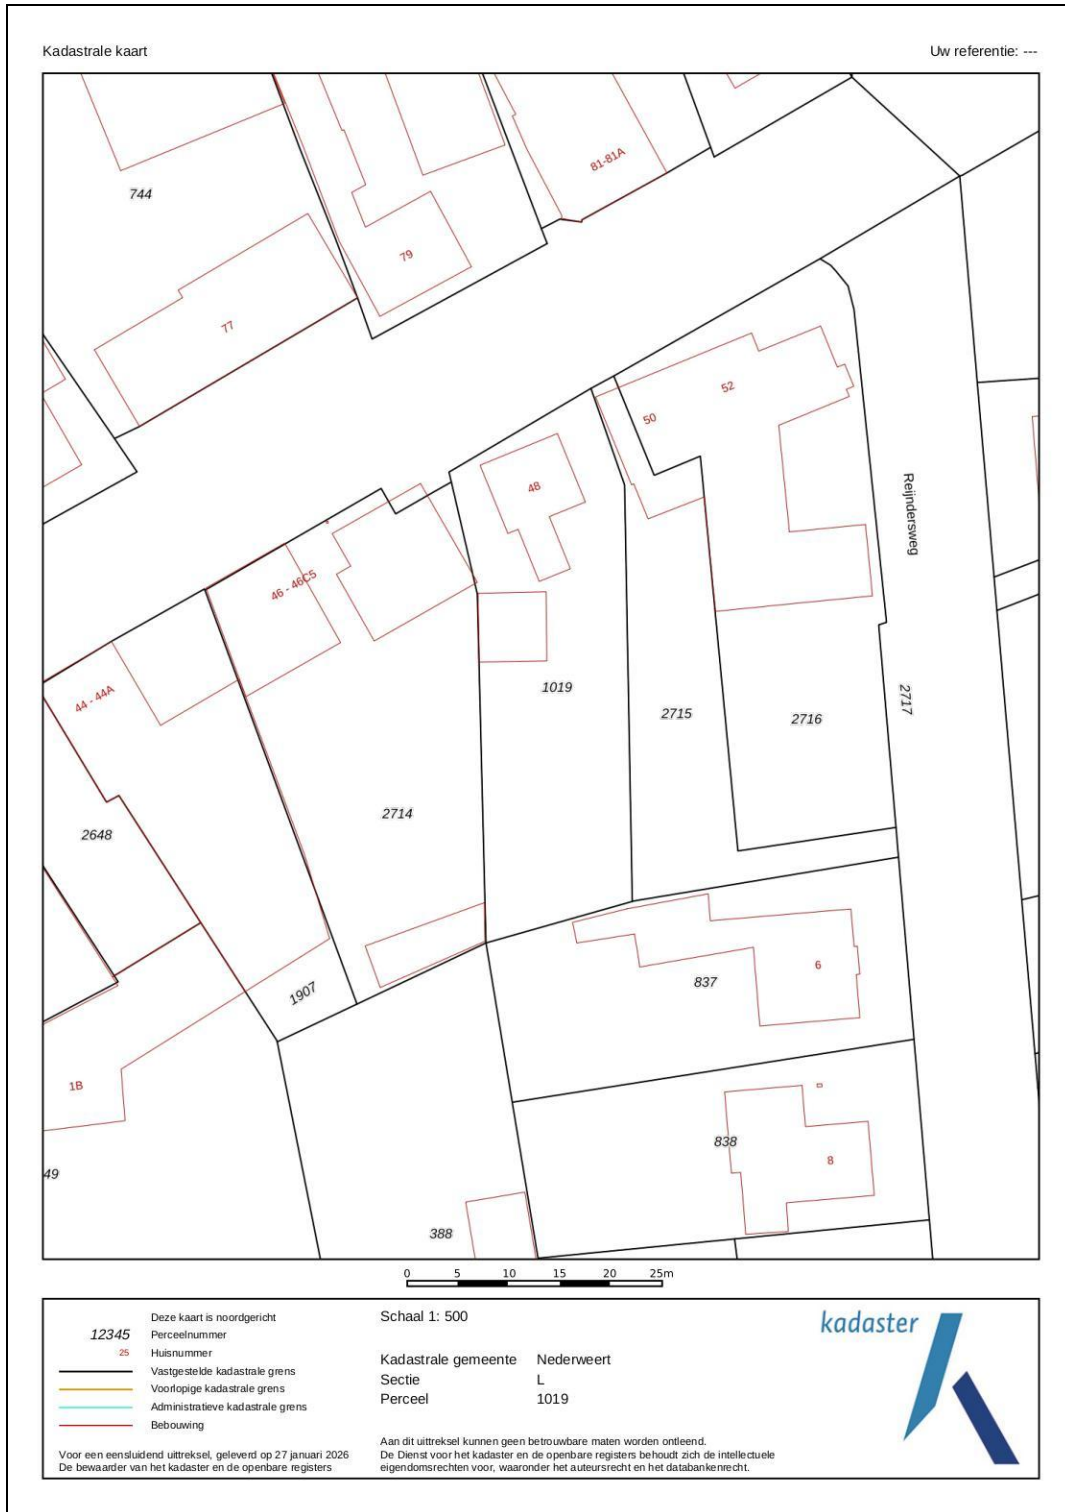 Kadastrale kaart
Uw referentie: ---
81-81A
744
79
77
52
50
Reijndersweg
48
46 - 46C5
1019
44 - 44A
2717
2715
2716
2714
2648
6
837
1907
1B
838
8
49
388
0 5 10 15 20 25m
Deze kaart is noordgericht
12345 Perceelnummer
25 Huisnummer
Vastgestelde kadastrale grens
Voorlopige kadastrale grens
Administratieve kadastrale grens
Bebouwing
Voor een eensluidend uittreksel, geleverd op 27 januari 2026
De bewaarder van het kadaster en de openbare registers
Schaal 1: 500
Kadastrale gemeente Nederweert
Sectie L
Perceel 1019
Aan dit uittreksel kunnen geen betrouwbare maten worden ontleend.
De Dienst voor het kadaster en de openbare registers behoudt zich de intellectuele
eigendomsrechten voor, waaronder het auteursrecht en het databankenrecht.
kadaster